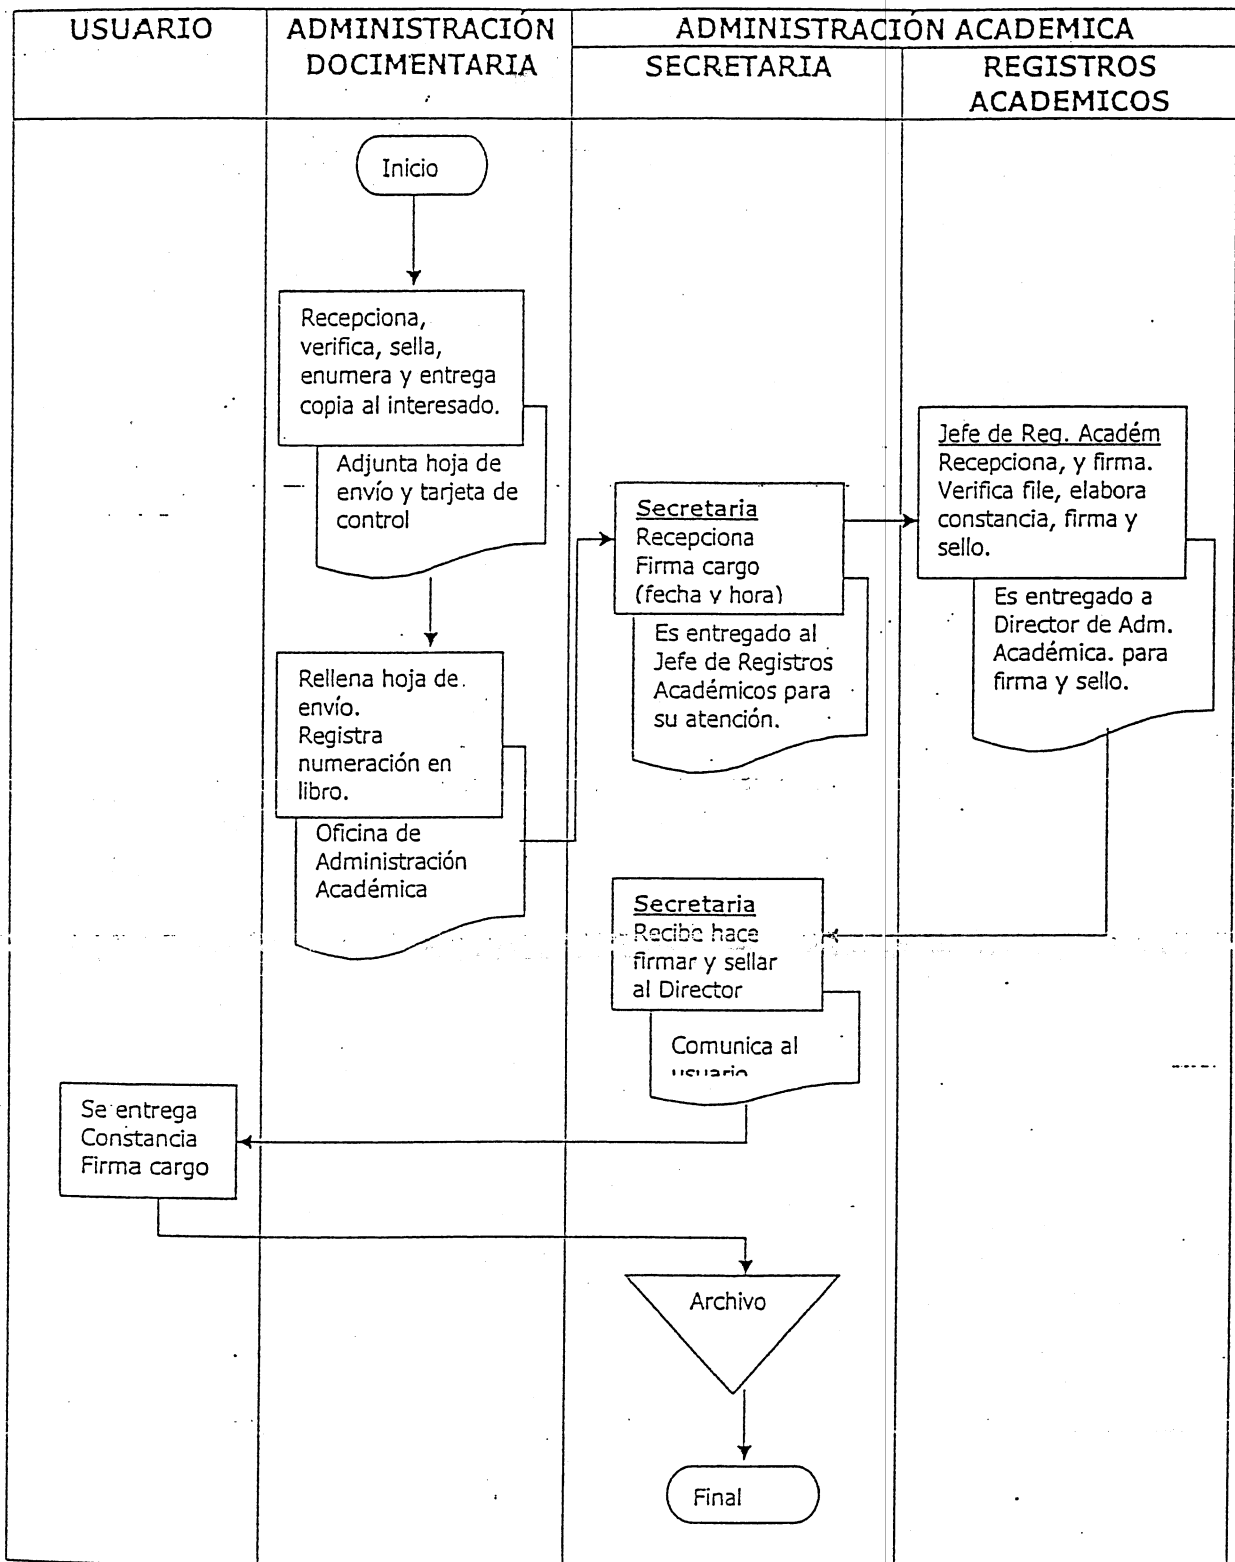 USUARIO
ADMINISTRACIÓN
DOCIMENTARIA
ADMINISTRACIÓN ACADEMICA
SECRETARIA
REGISTROS
ACADEMICOS
Inicio
Recepciona,
verifica, sella,
enumera y entrega
copia al interesado.
Adjunta hoja de
envío y tarjeta de
control
Rellena hoja de
envío.
Registra
numeración en
libro.
Oficina de
Administración
Académica
Secretaria
Recepciona
Firma cargo
(fecha y hora)
Es entregado al
Jefe de Registros
Académicos para
su atención.
Jefe de Reg. Académ
Recepciona, y firma.
Verifica file, elabora
constancia, firma y
sello.
Es entregado a
Director de Adm.
Académica. para
firma y sello.
Secretaria
Recibe hace
firmar y sellar
al Director
Comunica al
usuario
Se entrega
Constancia
Firma cargo
Archivo
Final